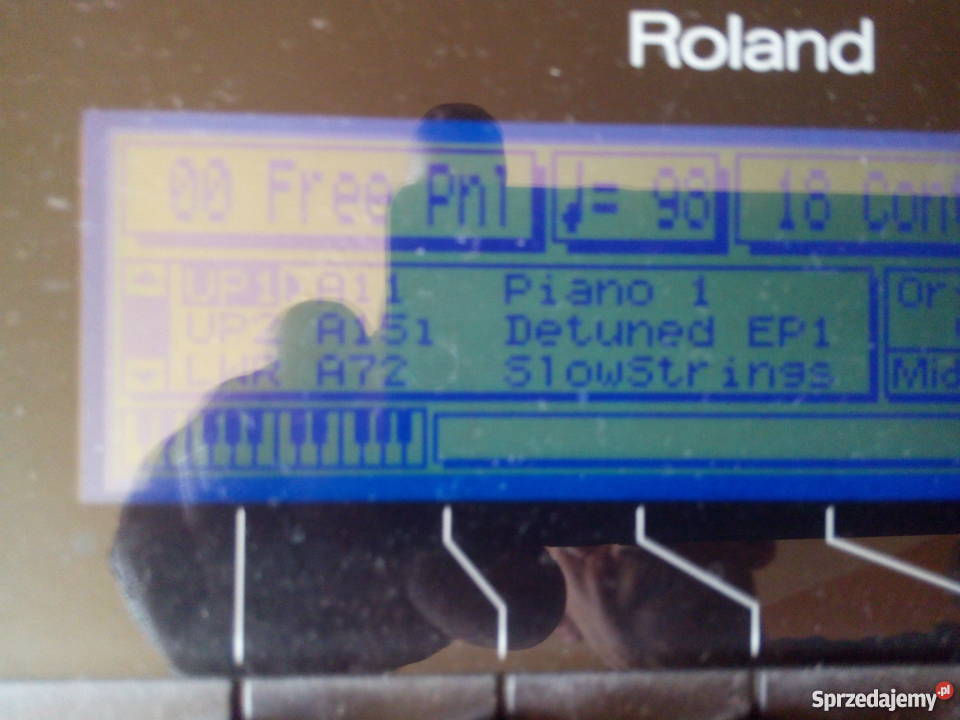 Roland
00 Free Pnl ♩= 98 18 Con
UP1 A11 Piano 1
UP2 A151 Detuned EP1
LWR A72 SlowStrings
Or
Mid
Sprzedajemy.pl